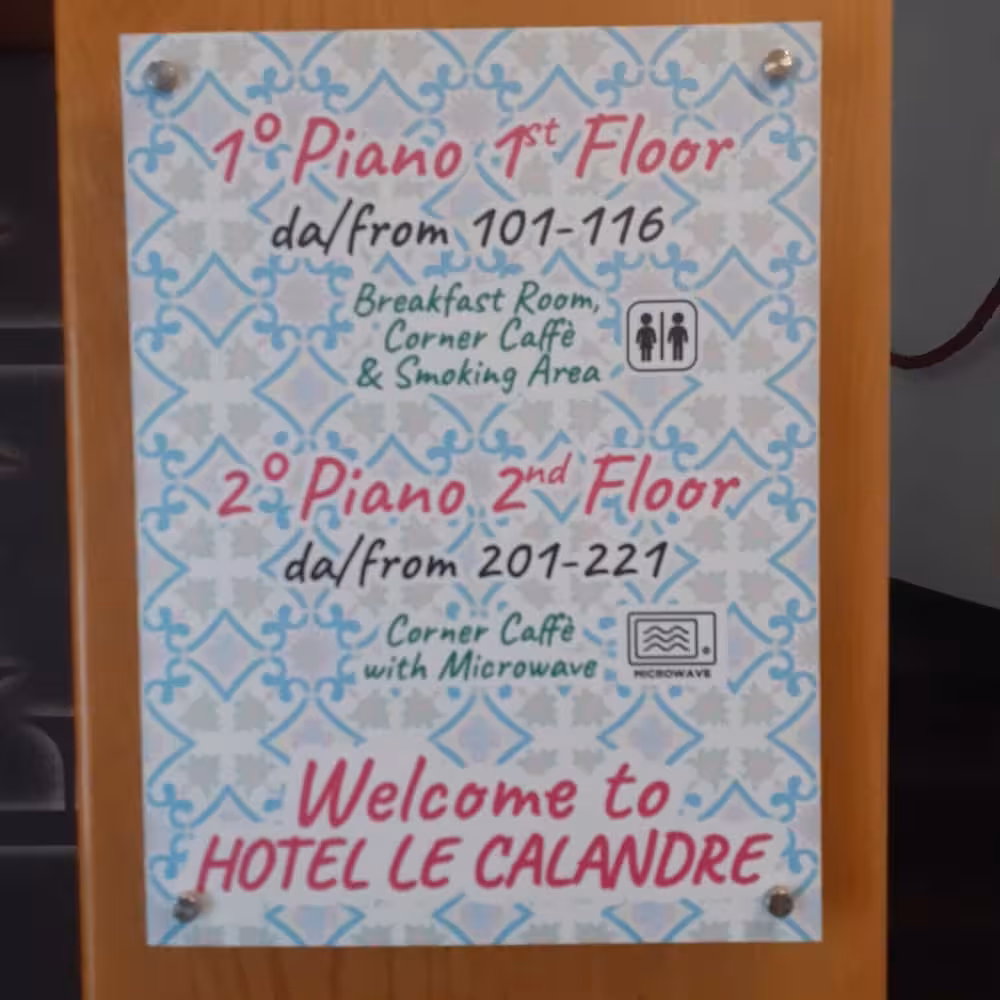 1° Piano 1st Floor
da/from 101-116
Breakfast Room,
Corner Caffè
& Smoking Area
2° Piano 2nd Floor
da/from 201-221
Corner Caffè
with Microwave
MICROWAVE
Welcome to
HOTEL LE CALANDRE